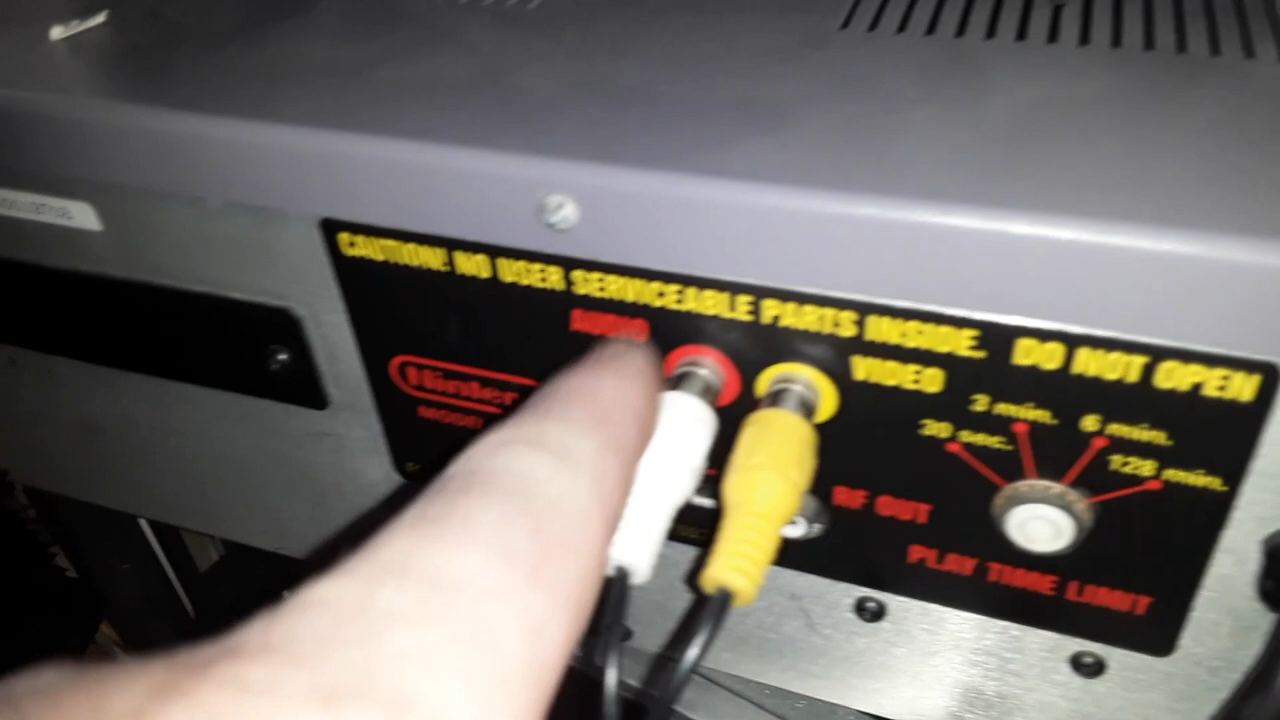 CAUTION! NO USER SERVICEABLE PARTS INSIDE. DO NOT OPEN
AUDIO
VIDEO
3 min. 6 min.
30 sec. 128 min.
RF OUT
PLAY TIME LIMIT